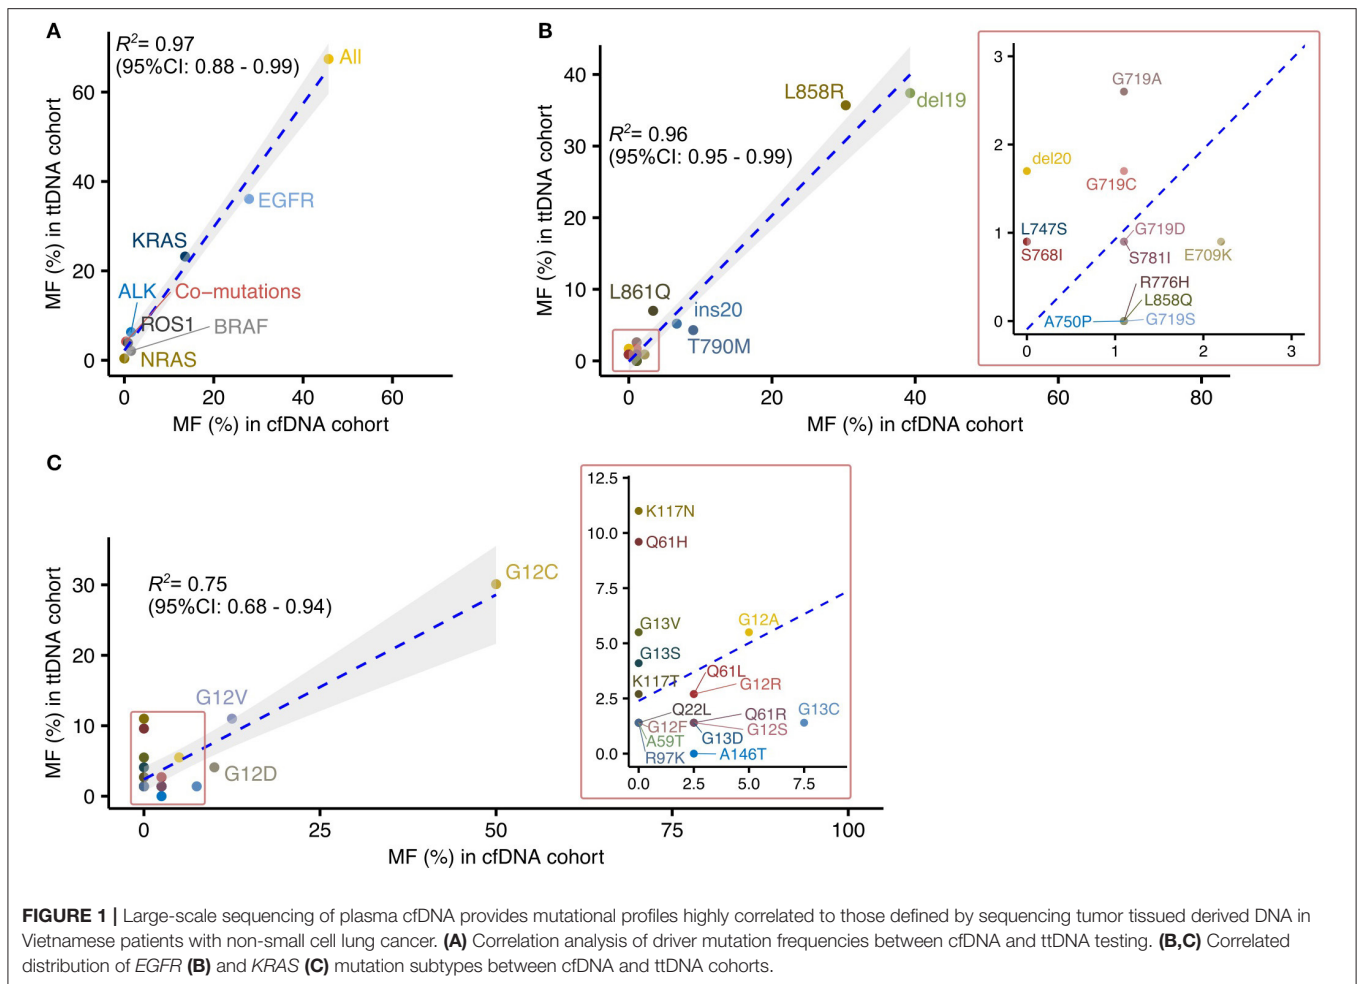 A
R²= 0.97
(95%CI: 0.88 - 0.99)
All
EGFR
KRAS
ALK
Co-mutations
ROS1
BRAF
NRAS
60
40
20
0
0 20 40 60
MF (%) in ttDNA cohort
MF (%) in cfDNA cohort
B
R²= 0.96
(95%CI: 0.95 - 0.99)
L858R
del19
L861Q
ins20
T790M
40
30
20
10
0
0 20 40 60 80
MF (%) in ttDNA cohort
MF (%) in cfDNA cohort
3
2
1
0
G719A
del20
G719C
L747S
S768I
G719D
S781I
E709K
R776H
L858Q
A750P
G719S
0 1 2 3
C
R²= 0.75
(95%CI: 0.68 - 0.94)
G12C
G12V
G12D
30
20
10
0
0 25 50 75 100
MF (%) in ttDNA cohort
MF (%) in cfDNA cohort
12.5
10.0
7.5
5.0
2.5
0.0
K117N
Q61H
G13V
G12A
G13S
Q61L
K117T
G12R
Q22L
Q61R
G13C
G12F
G12S
A59T
G13D
R97K
A146T
0.0 2.5 5.0 7.5
FIGURE 1 | Large-scale sequencing of plasma cfDNA provides mutational profiles highly correlated to those defined by sequencing tumor tissued derived DNA in
Vietnamese patients with non-small cell lung cancer. (A) Correlation analysis of driver mutation frequencies between cfDNA and ttDNA testing. (B,C) Correlated
distribution of EGFR (B) and KRAS (C) mutation subtypes between cfDNA and ttDNA cohorts.